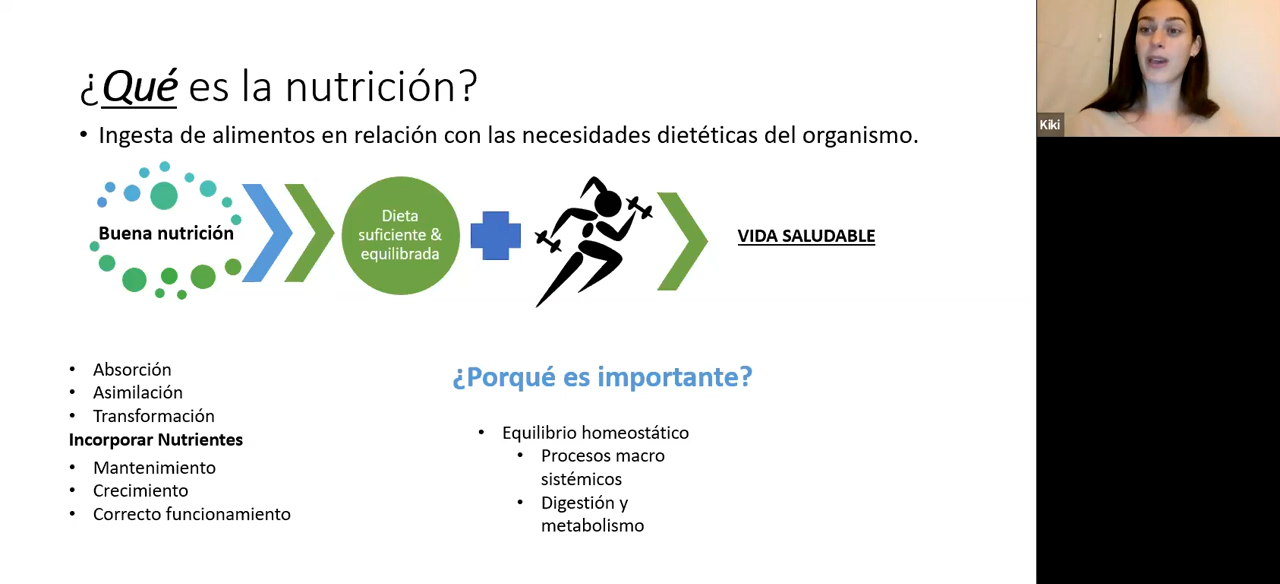 ¿Qué es la nutrición?
• Ingesta de alimentos en relación con las necesidades dietéticas del organismo.
Buena nutrición
Dieta
suficiente &
equilibrada
VIDA SALUDABLE
• Absorción
• Asimilación
• Transformación
Incorporar Nutrientes
• Mantenimiento
• Crecimiento
• Correcto funcionamiento
¿Porqué es importante?
• Equilibrio homeostático
• Procesos macro
sistémicos
• Digestión y
metabolismo
Kiki